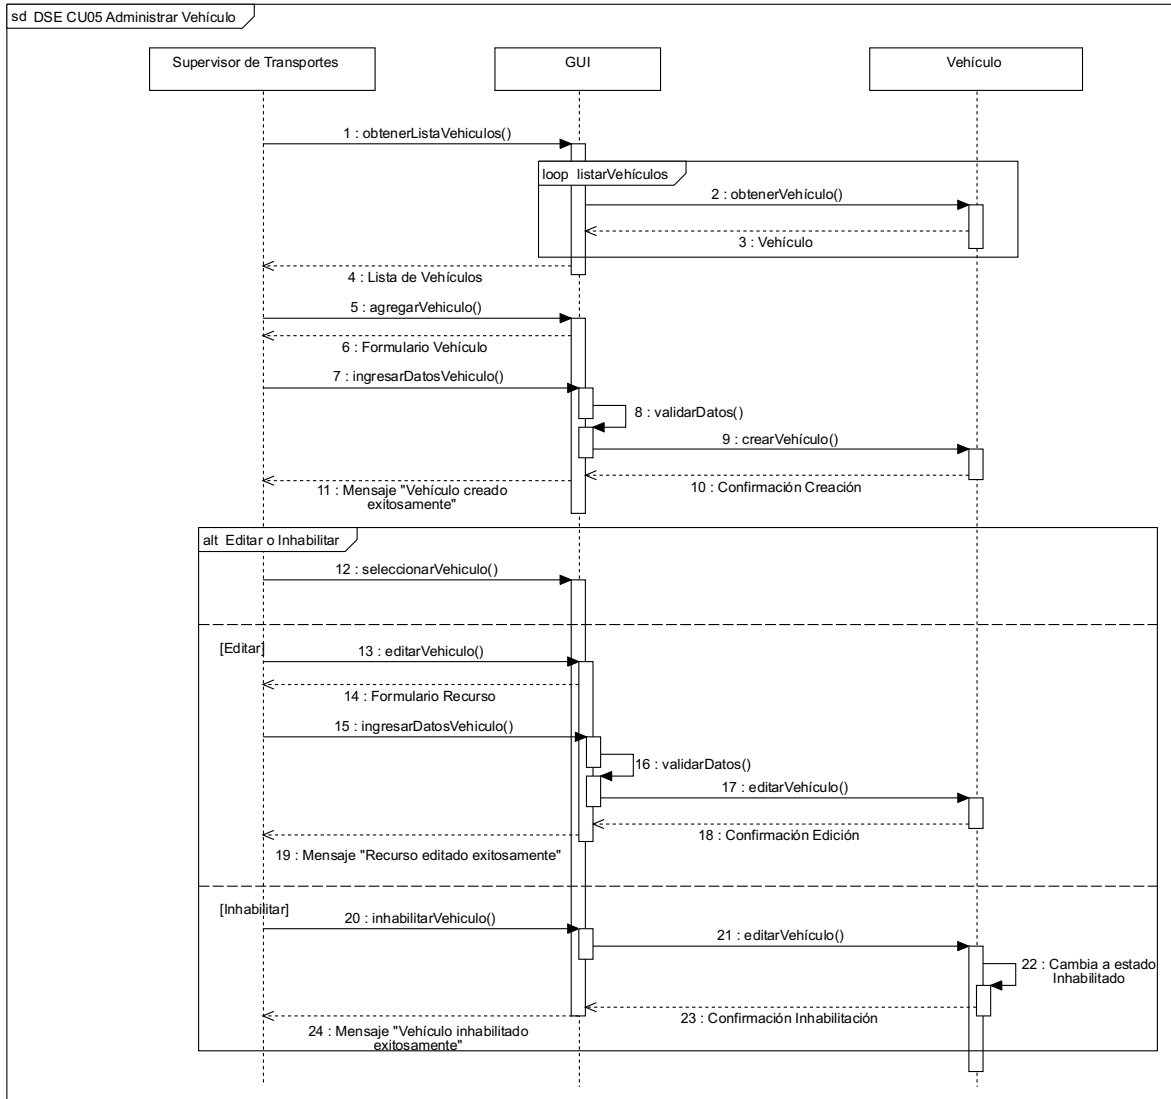 sd DSE CU05 Administrar Vehículo
Supervisor de Transportes
GUI
Vehículo
1 : obtenerListaVehiculos()
loop listarVehículos
2 : obtenerVehículo()
3 : Vehículo
4 : Lista de Vehículos
5 : agregarVehiculo()
6 : Formulario Vehículo
7 : ingresarDatosVehiculo()
8 : validarDatos()
9 : crearVehículo()
10 : Confirmación Creación
11 : Mensaje "Vehículo creado
exitosamente"
alt Editar o Inhabilitar
12 : seleccionarVehiculo()
[Editar]
13 : editarVehiculo()
14 : Formulario Recurso
15 : ingresarDatosVehiculo()
16 : validarDatos()
17 : editarVehículo()
18 : Confirmación Edición
19 : Mensaje "Recurso editado exitosamente"
[Inhabilitar]
20 : inhabilitarVehiculo()
21 : editarVehículo()
22 : Cambia a estado
Inhabilitado
23 : Confirmación Inhabilitación
24 : Mensaje "Vehículo inhabilitado
exitosamente"